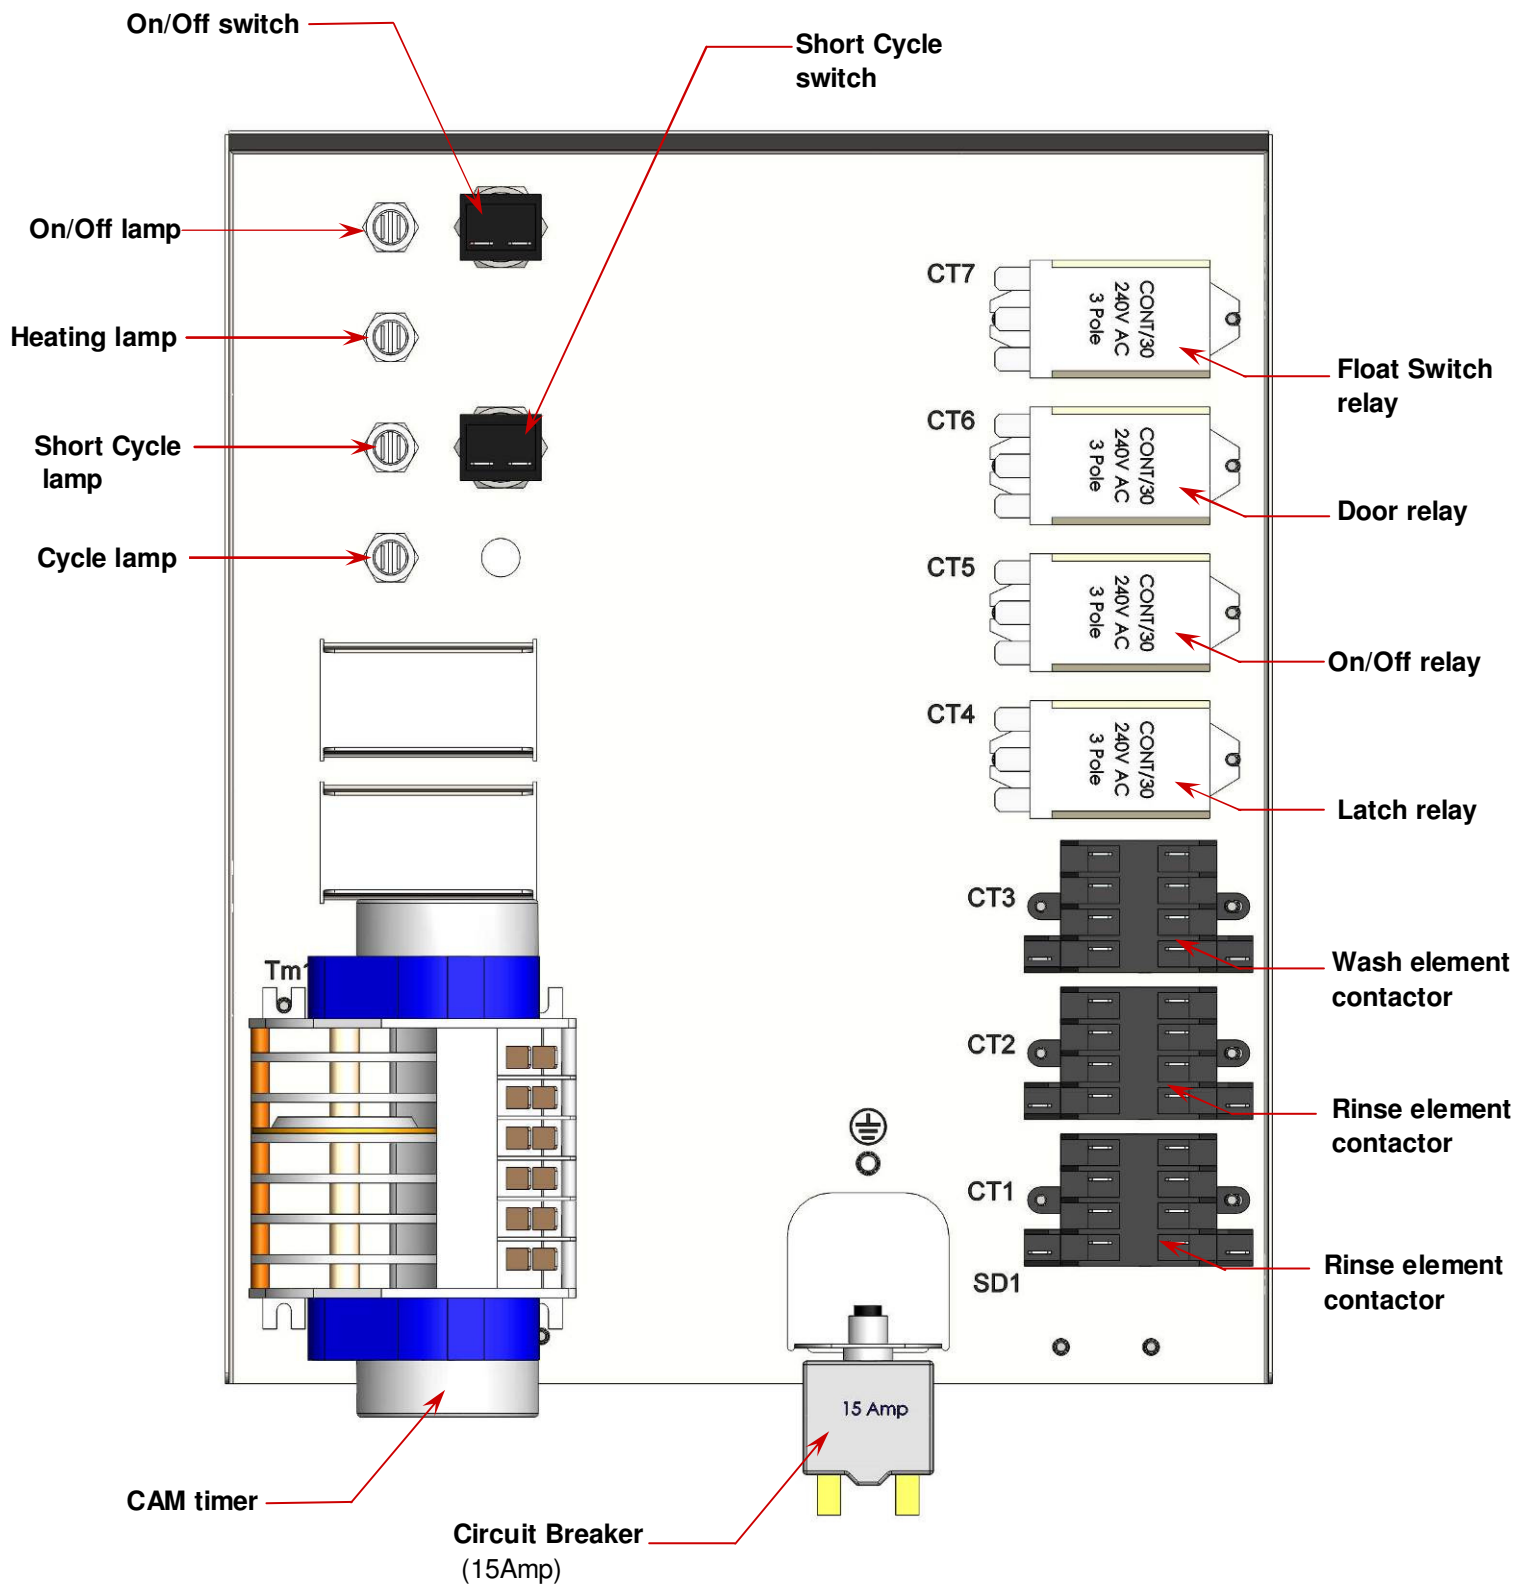 On/Off switch
Short Cycle
switch
On/Off lamp
Heating lamp
Short Cycle
lamp
Cycle lamp
CT7
CONT/30
240V AC
3 Pole
Float Switch
relay
CT6
CONT/30
240V AC
3 Pole
Door relay
CT5
CONT/30
240V AC
3 Pole
On/Off relay
CT4
CONT/30
240V AC
3 Pole
Latch relay
CT3
Wash element
contactor
Tm1
CT2
Rinse element
contactor
CT1
Rinse element
contactor
SD1
15 Amp
CAM timer
Circuit Breaker
(15Amp)